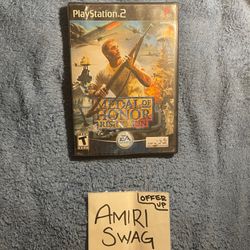 PlayStation 2
MEDAL OF
HONOR
RISING SUN
T
EA
OFFER
UP
AMIRI
SWAG